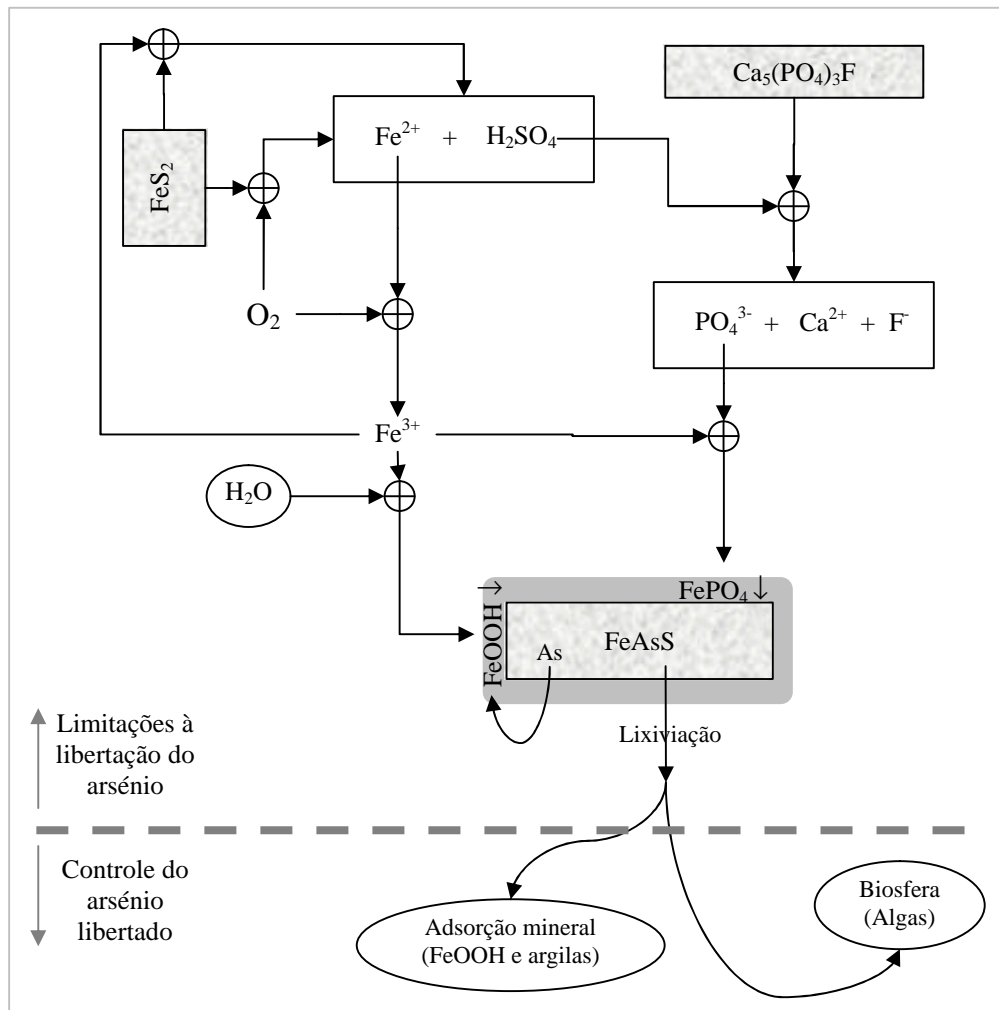 Ca₅(PO₄)₃F
Fe²⁺ + H₂SO₄
FeS₂
O₂
PO₄³⁻ + Ca²⁺ + F⁻
Fe³⁺
H₂O
FePO₄ ↓
FeOOH ↓
FeAsS
As
Lixiviação
Limitações à
libertação do
arsénio
Controle do
arsénio
libertado
Adsorção mineral
(FeOOH e argilas)
Biosfera
(Algas)